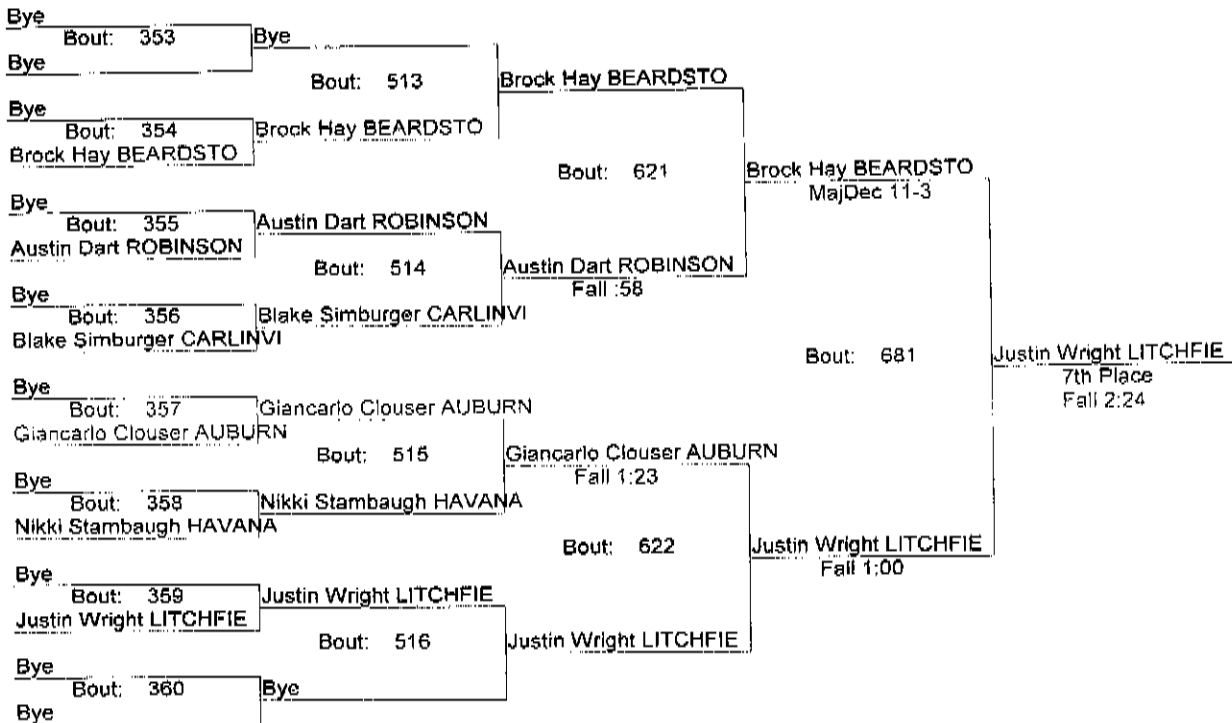 Bye
Bout: 353
Bye
Bye
Bout: 513
Brock Hay BEARDSTO
Bye
Bout: 354
Brock Hay BEARDSTO
Brock Hay BEARDSTO
Bout: 621
Brock Hay BEARDSTO
MajDec 11-3
Bye
Bout: 355
Austin Dart ROBINSON
Austin Dart ROBINSON
Bout: 514
Austin Dart ROBINSON
Fall :58
Bye
Bout: 356
Blake Simburger CARLINVI
Blake Simburger CARLINVI
Bout: 681
Justin Wright LITCHFIE
7th Place
Fall 2:24
Bye
Bout: 357
Giancarlo Clouser AUBURN
Giancarlo Clouser AUBURN
Bout: 515
Giancarlo Clouser AUBURN
Fall 1:23
Bye
Bout: 358
Nikki Stambaugh HAVANA
Nikki Stambaugh HAVANA
Bout: 622
Justin Wright LITCHFIE
Fall 1:00
Bye
Bout: 359
Justin Wright LITCHFIE
Justin Wright LITCHFIE
Bout: 516
Justin Wright LITCHFIE
Bye
Bout: 360
Bye
Bye